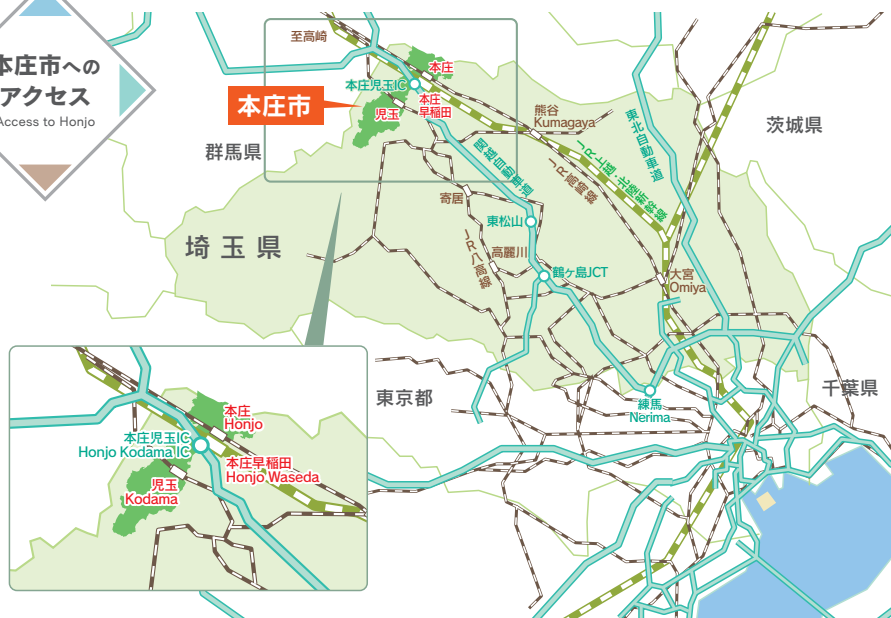 本庄市への
アクセス
Access to Honjo
至高崎
本庄
本庄児玉IC
本庄市
児玉
本庄
早稲田
熊谷
Kumagaya
群馬県
茨城県
東北自動車道
関越自動車道
JR上越・北陸新幹線
JR高崎線
寄居
東松山
埼玉県
JR八高線
高麗川
鶴ヶ島JCT
大宮
Omiya
東京都
千葉県
練馬
Nerima
本庄
Honjo
本庄児玉IC
Honjo Kodama IC
本庄早稲田
Honjo Waseda
児玉
Kodama